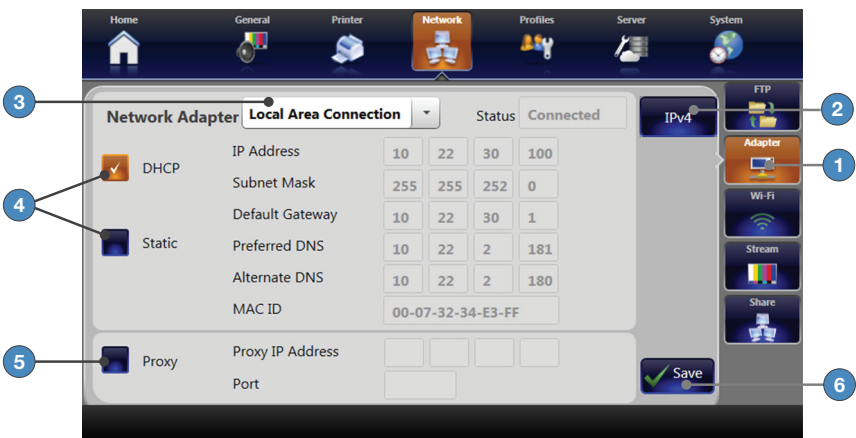 Home General Printer Network Profiles Server System
3 Network Adapter Local Area Connection Status Connected IPv4 2
FTP
Adapter 1
Wi-Fi
Stream
Share
4 DHCP
Static
IP Address 10 22 30 100
Subnet Mask 255 255 252 0
Default Gateway 10 22 30 1
Preferred DNS 10 22 2 181
Alternate DNS 10 22 2 180
MAC ID 00-07-32-34-E3-FF
5 Proxy
Proxy IP Address
Port
Save 6